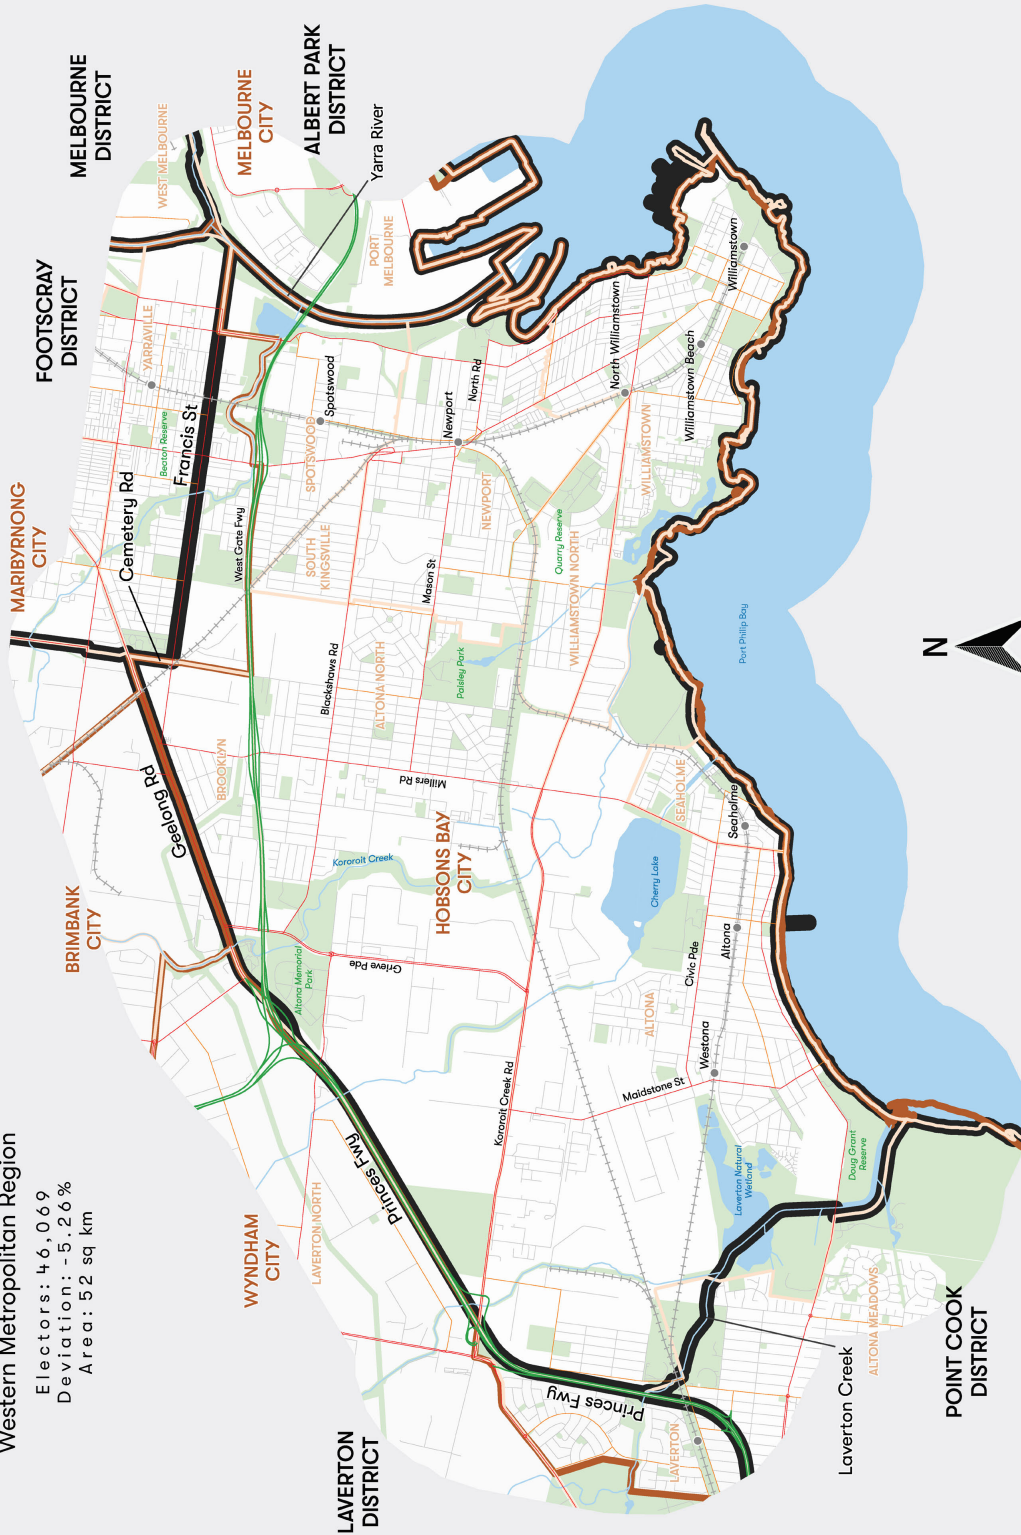 Western Metropolitan Region
Electors: 46,069
Deviation: -5.26%
Area: 52 sq km
MELBOURNE
DISTRICT
WEST MELBOURNE
MELBOURNE
CITY
ALBERT PARK
DISTRICT
Yarra River
PORT
MELBOURNE
FOOTSCRAY
DISTRICT
YARRAVILLE
Beaton Reserve
Francis St
Cemetery Rd
MARIBYRNONG
CITY
West Gate Fwy
Spotswood
SPOTSWOOD
SOUTH
KINGSVILLE
Newport
North Rd
NEWPORT
Mason St
North Williamstown
Williamstown
Williamstown Beach
WILLIAMSTOWN
Quarry Reserve
WILLIAMSTOWN NORTH
Port Phillip Bay
N
Blackshaws Rd
ALTONA NORTH
Paisley Park
Millers Rd
BROOKLYN
Geelong Rd
BRIMBANK
CITY
Kororoit Creek
HOBSONS BAY
CITY
SEAHOLME
Seaholme
Cherry Lake
Altona Memorial
Park
Grieve Pde
Civic Pde
Altona
ALTONA
Westona
Maidstone St
Kororoit Creek Rd
Princes Fwy
WYNDHAM
CITY
LAVERTON NORTH
Laverton Natural
Wetland
Doug Grant
Reserve
ALTONA MEADOWS
POINT COOK
DISTRICT
Laverton Creek
Princes Fwy
LAVERTON
LAVERTON
DISTRICT